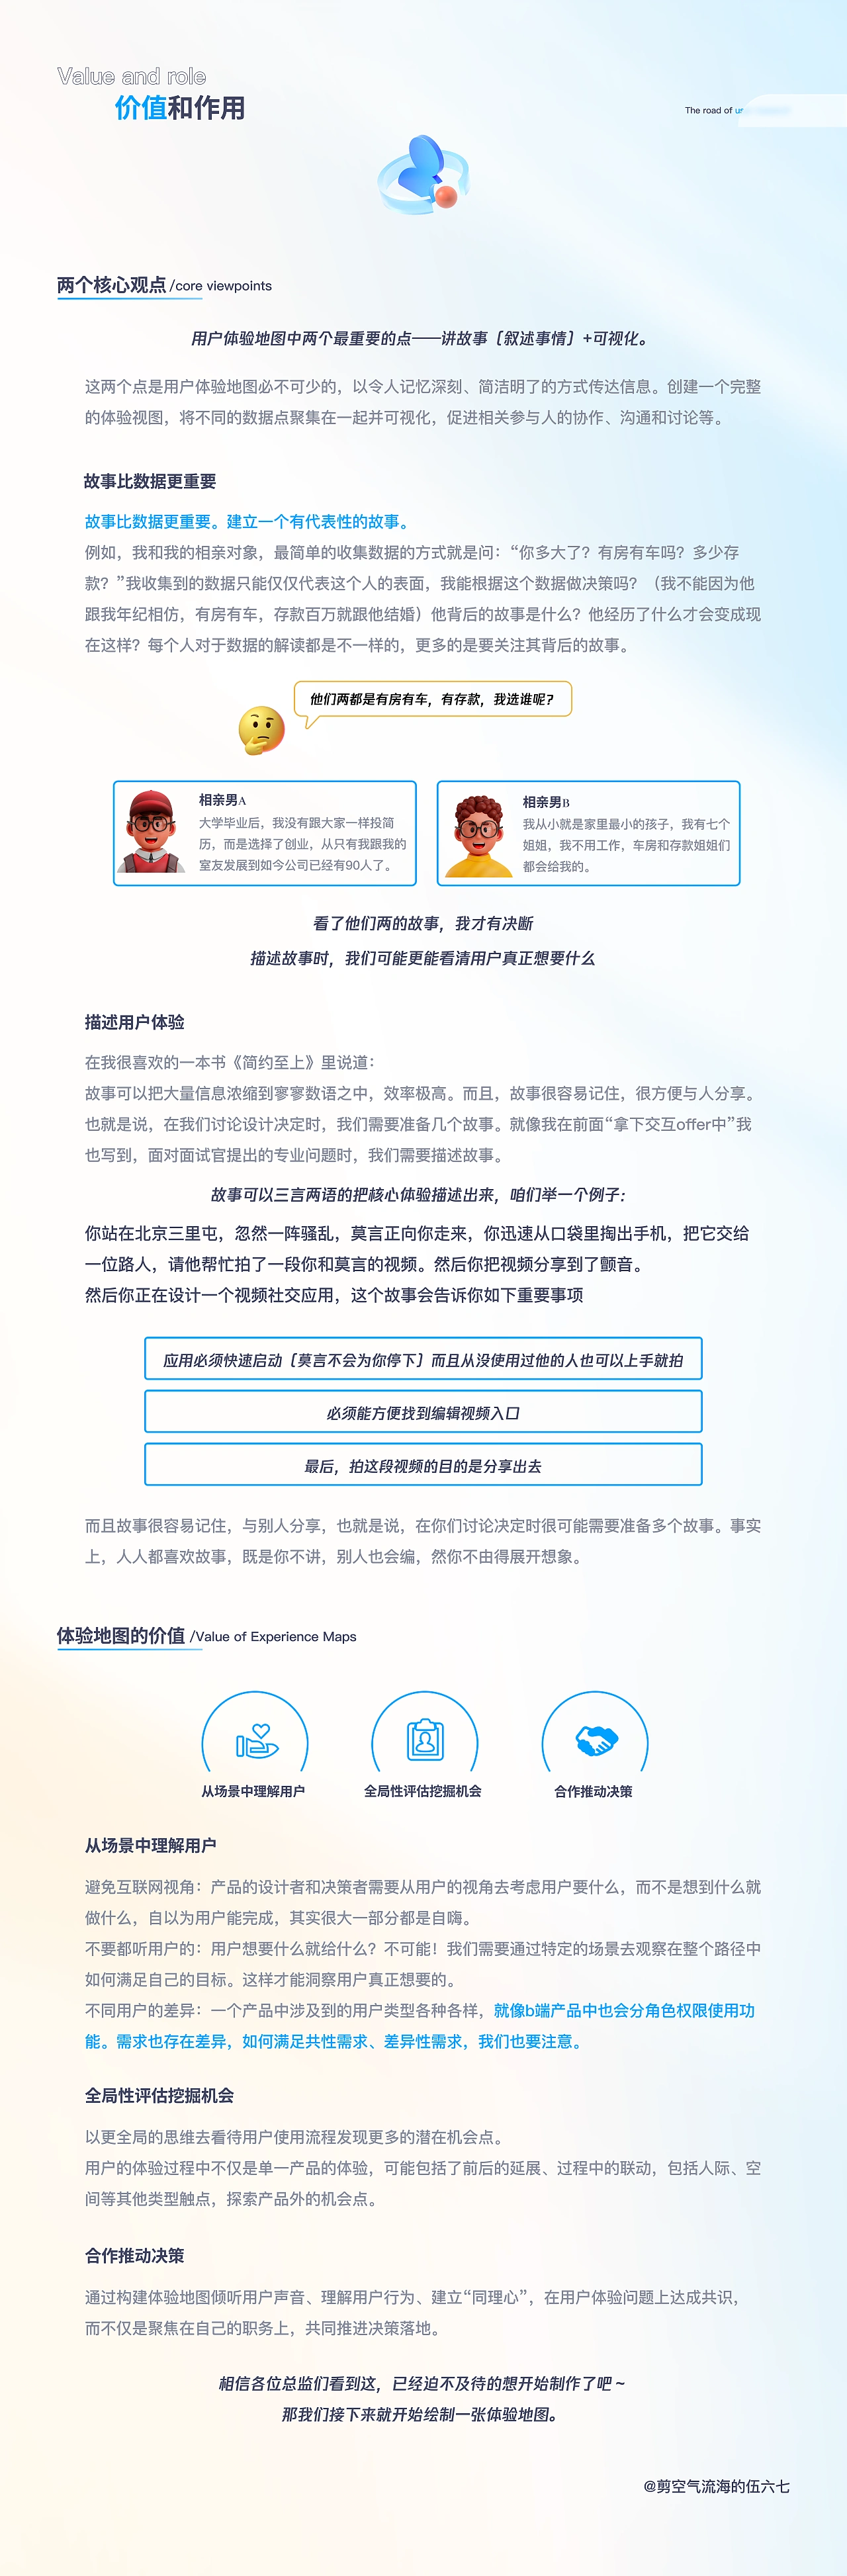 Value and role
价值和作用
The road of us
两个核心观点 /core viewpoints
用户体验地图中两个最重要的点——讲故事〔叙述事情〕+可视化。
这两个点是用户体验地图必不可少的，以令人记忆深刻、简洁明了的方式传达信息。创建一个完整
的体验视图，将不同的数据点聚集在一起并可视化，促进相关参与人的协作、沟通和讨论等。
故事比数据更重要
故事比数据更重要。建立一个有代表性的故事。
例如，我和我的相亲对象，最简单的收集数据的方式就是问：“你多大了？有房有车吗？多少存
款？”我收集到的数据只能仅仅代表这个人的表面，我能根据这个数据做决策吗？（我不能因为他
跟我年纪相仿，有房有车，存款百万就跟他结婚）他背后的故事是什么？他经历了什么才会变成现
在这样？每个人对于数据的解读都是不一样的，更多的是要关注其背后的故事。
他们两都是有房有车，有存款，我选谁呢？
相亲男A
大学毕业后，我没有跟大家一样投简
历，而是选择了创业，从只有我跟我的
室友发展到如今公司已经有90人了。
相亲男B
我从小就是家里最小的孩子，我有七个
姐姐，我不用工作，车房和存款姐姐们
都会给我的。
看了他们两的故事，我才有决断
描述故事时，我们可能更能看清用户真正想要什么
描述用户体验
在我很喜欢的一本书《简约至上》里说道：
故事可以把大量信息浓缩到寥寥数语之中，效率极高。而且，故事很容易记住，很方便与人分享。
也就是说，在我们讨论设计决定时，我们需要准备几个故事。就像我在前面“拿下交互offer中”我
也写到，面对面试官提出的专业问题时，我们需要描述故事。
故事可以三言两语的把核心体验描述出来，咱们举一个例子：
你站在北京三里屯，忽然一阵骚乱，莫言正向你走来，你迅速从口袋里掏出手机，把它交给
一位路人，请他帮忙拍了一段你和莫言的视频。然后你把视频分享到了颤音。
然后你正在设计一个视频社交应用，这个故事会告诉你如下重要事项
应用必须快速启动〔莫言不会为你停下〕而且从没使用过他的人也可以上手就拍
必须能方便找到编辑视频入口
最后，拍这段视频的目的是分享出去
而且故事很容易记住，与别人分享，也就是说，在你们讨论决定时很可能需要准备多个故事。事实
上，人人都喜欢故事，既是你不讲，别人也会编，然你不由得展开想象。
体验地图的价值 /Value of Experience Maps
从场景中理解用户
全局性评估挖掘机会
合作推动决策
从场景中理解用户
避免互联网视角：产品的设计者和决策者需要从用户的视角去考虑用户要什么，而不是想到什么就
做什么，自以为用户能完成，其实很大一部分都是自嗨。
不要都听用户的：用户想要什么就给什么？不可能！我们需要通过特定的场景去观察在整个路径中
如何满足自己的目标。这样才能洞察用户真正想要的。
不同用户的差异：一个产品中涉及到的用户类型各种各样，就像b端产品中也会分角色权限使用功
能。需求也存在差异，如何满足共性需求、差异性需求，我们也要注意。
全局性评估挖掘机会
以更全局的思维去看待用户使用流程发现更多的潜在机会点。
用户的体验过程中不仅是单一产品的体验，可能包括了前后的延展、过程中的联动，包括人际、空
间等其他类型触点，探索产品外的机会点。
合作推动决策
通过构建体验地图倾听用户声音、理解用户行为、建立“同理心”，在用户体验问题上达成共识，
而不仅是聚焦在自己的职务上，共同推进决策落地。
相信各位总监们看到这，已经迫不及待的想开始制作了吧～
那我们接下来就开始绘制一张体验地图。
@剪空气流海的伍六七